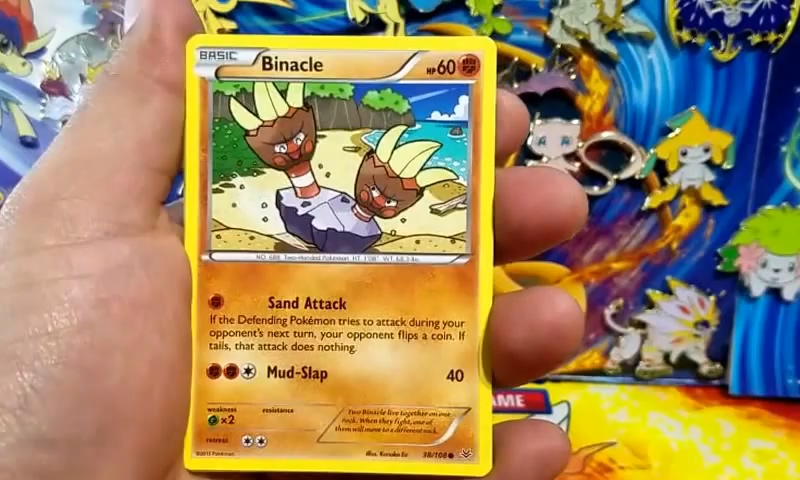 BASIC
Binacle
HP60
NO. 688 Two-Handed Pokémon HT: 1'08" WT: 68.3 lbs.
Sand Attack
If the Defending Pokémon tries to attack during your
opponent's next turn, your opponent flips a coin. If
tails, that attack does nothing.
Mud-Slap 40
weakness resistance
×2
retreat
Two Binacle live together on one
rock. When they fight, one of
them will move to a different rock.
©2015 Pokémon
Illus. Kanako Eo
38/108